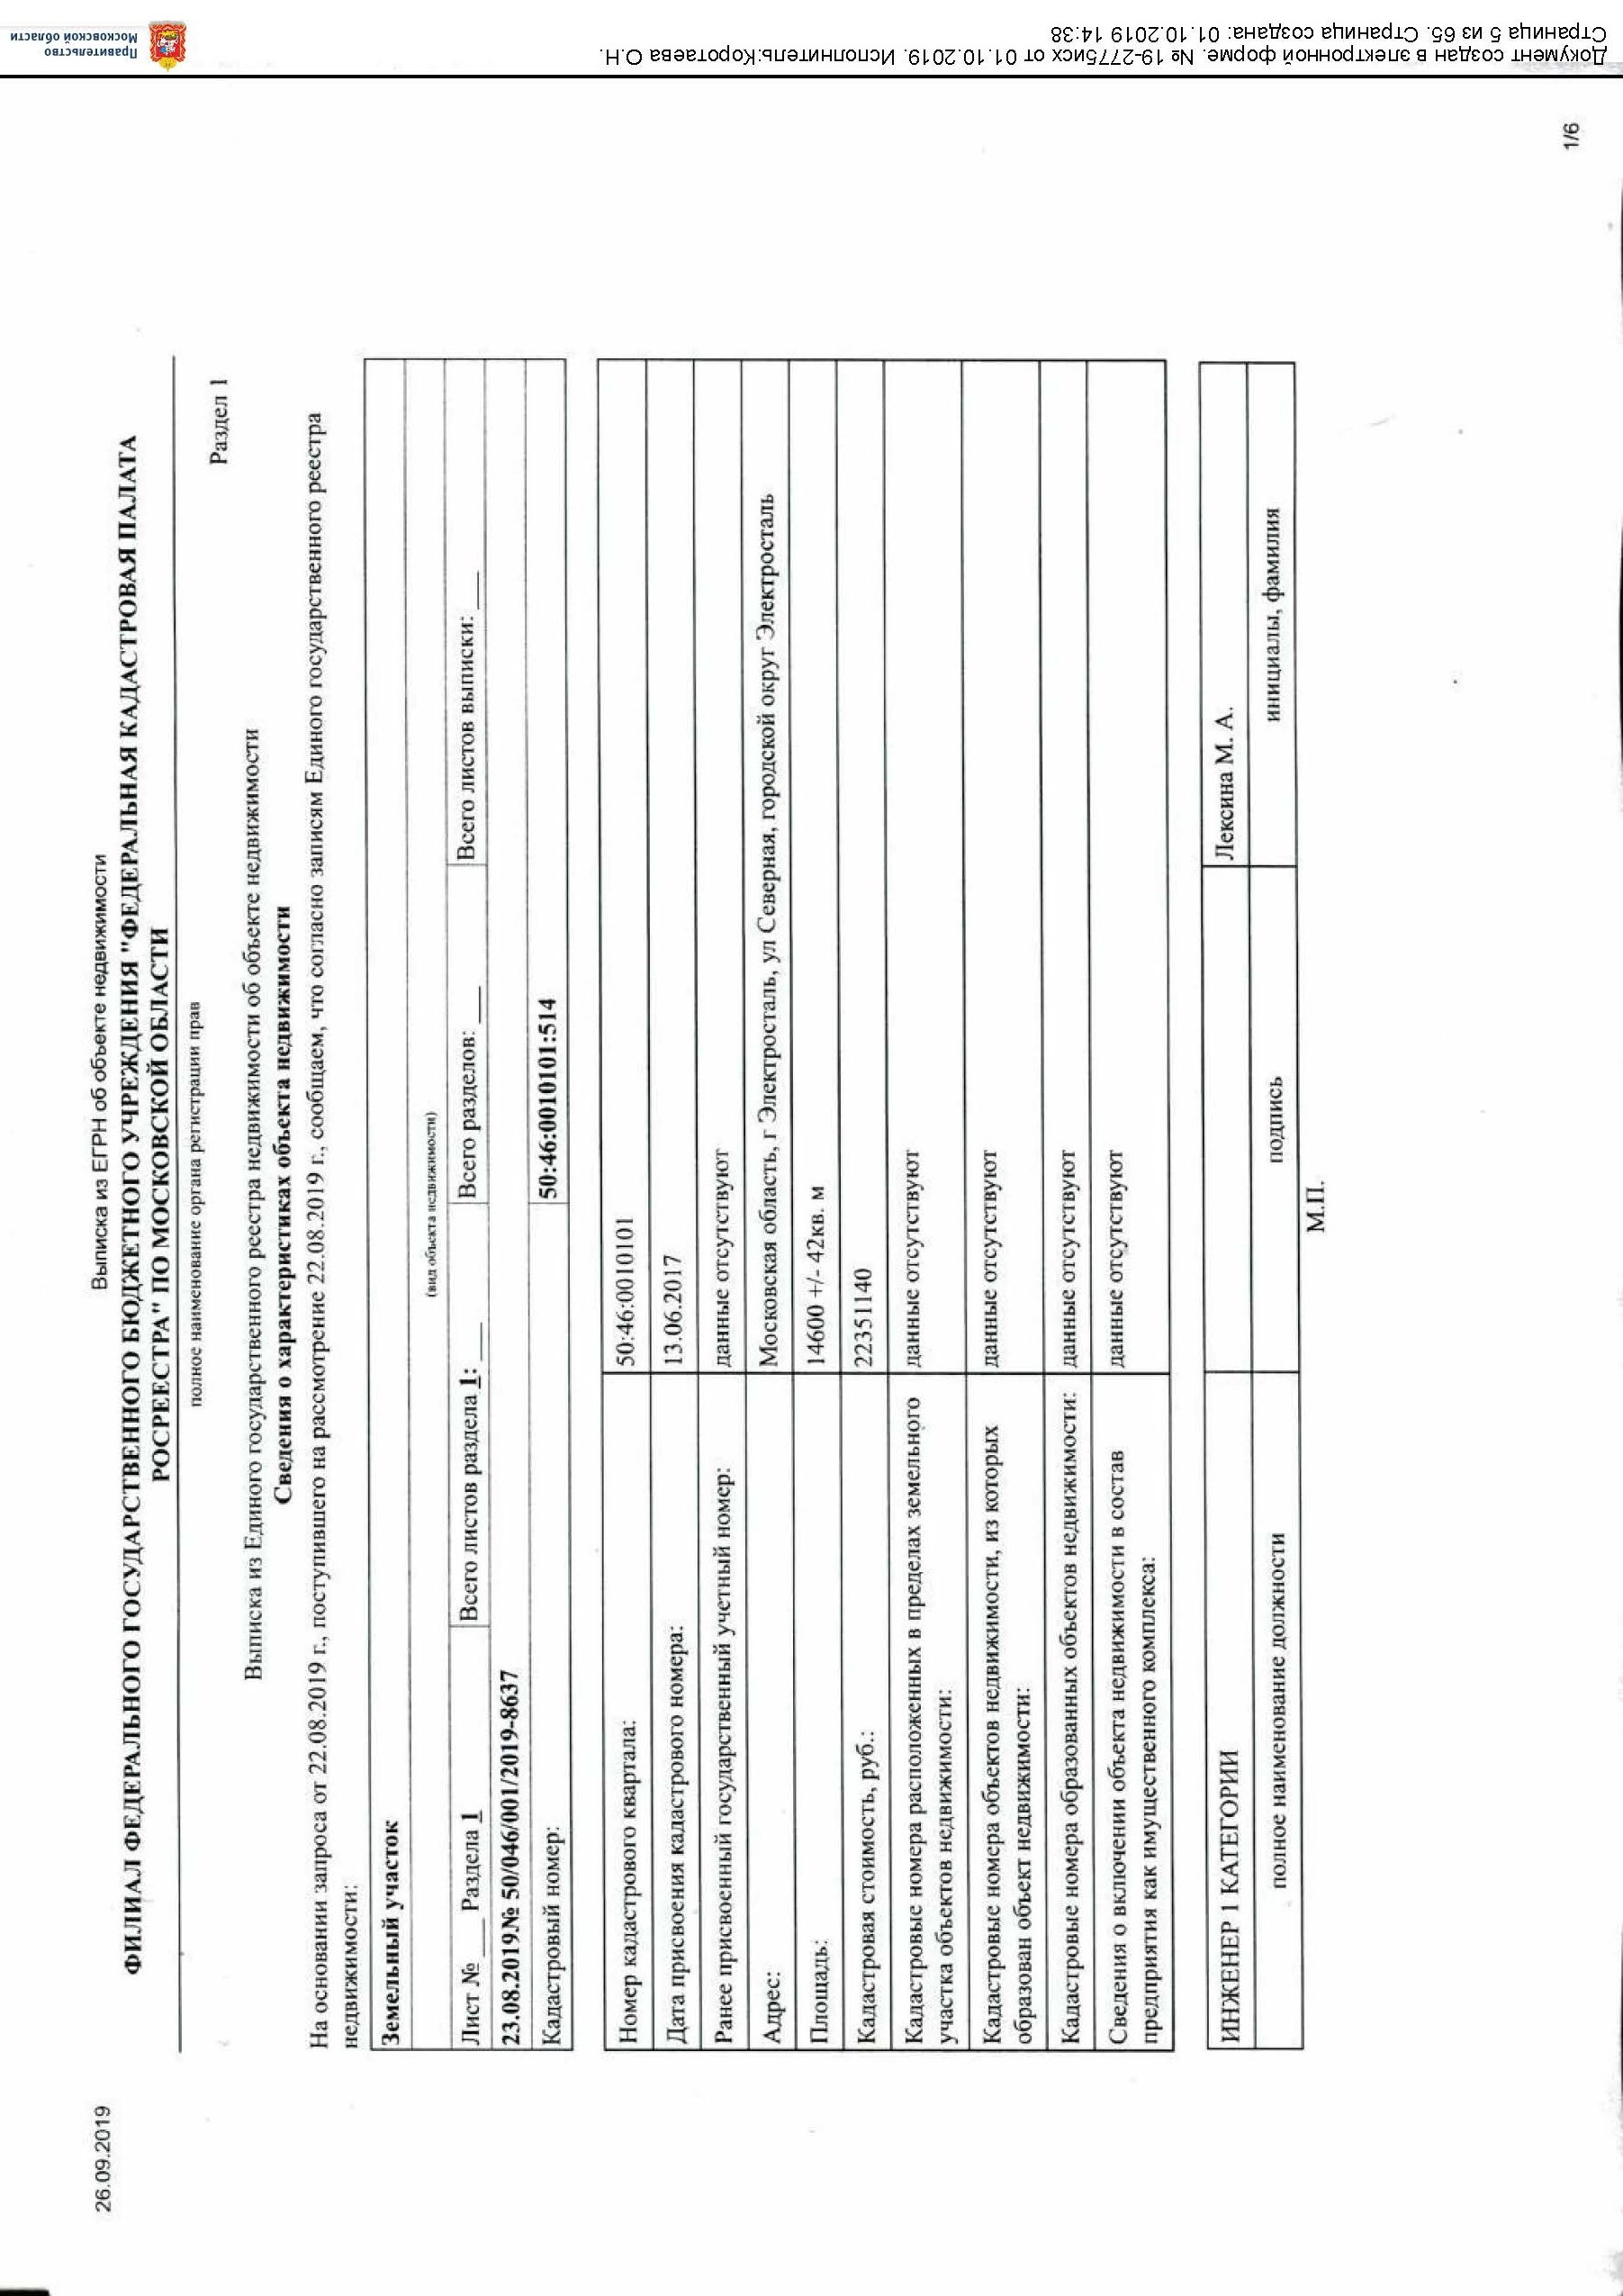 26.09.2019
Выписка из ЕГРН об объекте недвижимости
ФИЛИАЛ ФЕДЕРАЛЬНОГО ГОСУДАРСТВЕННОГО БЮДЖЕТНОГО УЧРЕЖДЕНИЯ "ФЕДЕРАЛЬНАЯ КАДАСТРОВАЯ ПАЛАТА
РОСРЕЕСТРА" ПО МОСКОВСКОЙ ОБЛАСТИ
полное наименование органа регистрации прав
Раздел 1
Выписка из Единого государственного реестра недвижимости об объекте недвижимости
Сведения о характеристиках объекта недвижимости
На основании запроса от 22.08.2019 г., поступившего на рассмотрение 22.08.2019 г., сообщаем, что согласно записям Единого государственного реестра
недвижимости:
Земельный участок
(вид объекта недвижимости)
Лист № ___ Раздела 1 Всего листов раздела 1: ___ Всего разделов: ___ Всего листов выписки: ___
23.08.2019№ 50/046/001/2019-8637
Кадастровый номер: 50:46:0010101:514
Номер кадастрового квартала: 50:46:0010101
Дата присвоения кадастрового номера: 13.06.2017
Ранее присвоенный государственный учетный номер: данные отсутствуют
Адрес: Московская область, г Электросталь, ул Северная, городской округ Электросталь
Площадь: 14600 +/- 42кв. м
Кадастровая стоимость, руб.: 22351140
Кадастровые номера расположенных в пределах земельного данные отсутствуют
участка объектов недвижимости:
Кадастровые номера объектов недвижимости, из которых данные отсутствуют
образован объект недвижимости:
Кадастровые номера образованных объектов недвижимости: данные отсутствуют
Сведения о включении объекта недвижимости в состав данные отсутствуют
предприятия как имущественного комплекса:
ИНЖЕНЕР 1 КАТЕГОРИИ Лексина М. А.
полное наименование должности подпись инициалы, фамилия
М.П.
1/6
Документ создан в электронной форме. № 19-2775исх от 01.10.2019. Исполнитель:Коротаева О.Н.
Страница 5 из 65. Страница создана: 01.10.2019 14:38
Правительство
Московской области